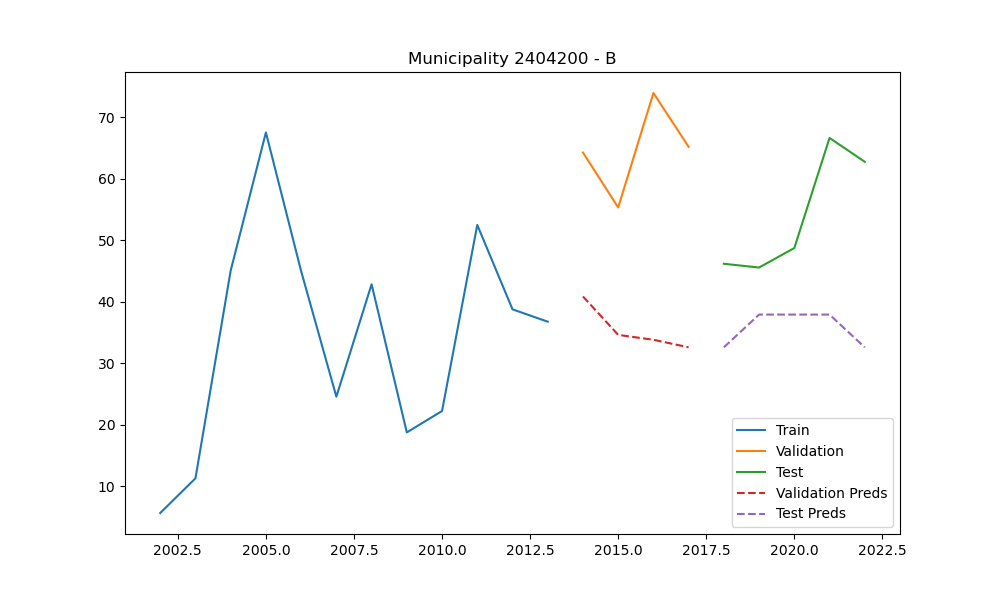 Municipality 2404200 - B
70
60
50
40
30
20
10
2002.5 2005.0 2007.5 2010.0 2012.5 2015.0 2017.5 2020.0 2022.5
Train
Validation
Test
Validation Preds
Test Preds